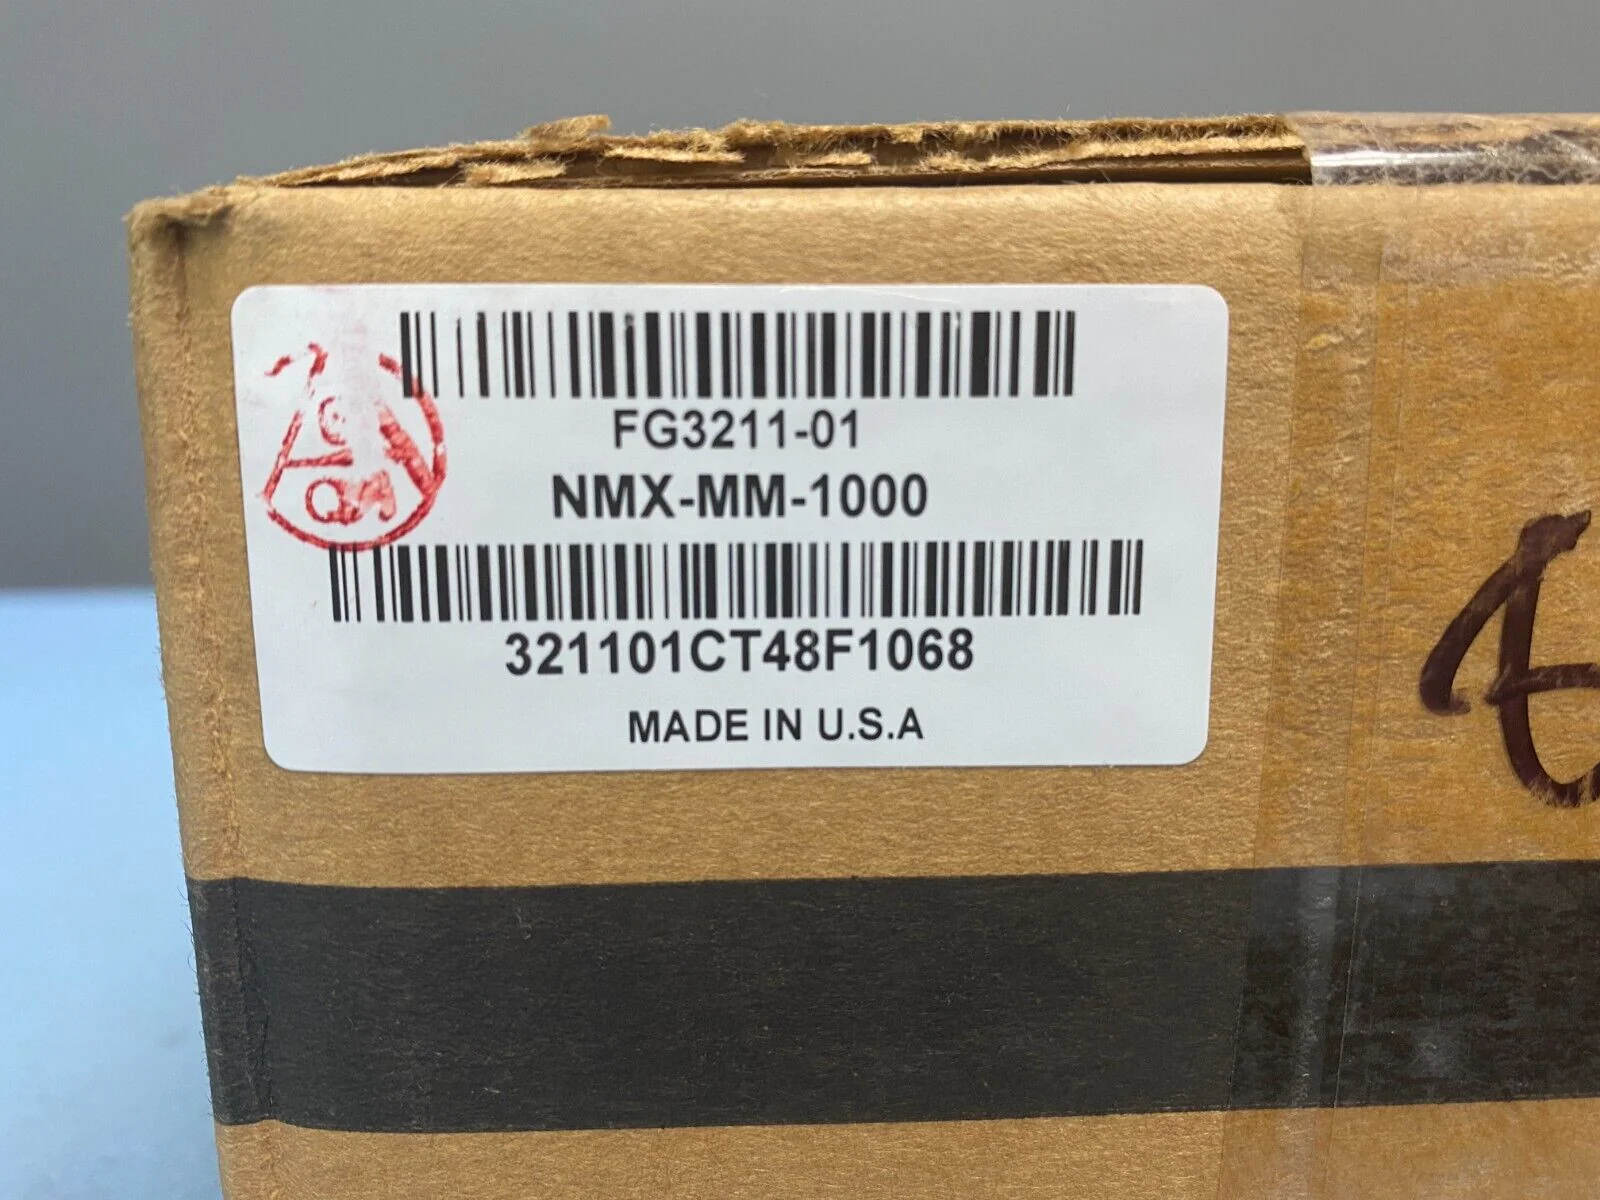 FG3211-01
NMX-MM-1000
321101CT48F1068
MADE IN U.S.A